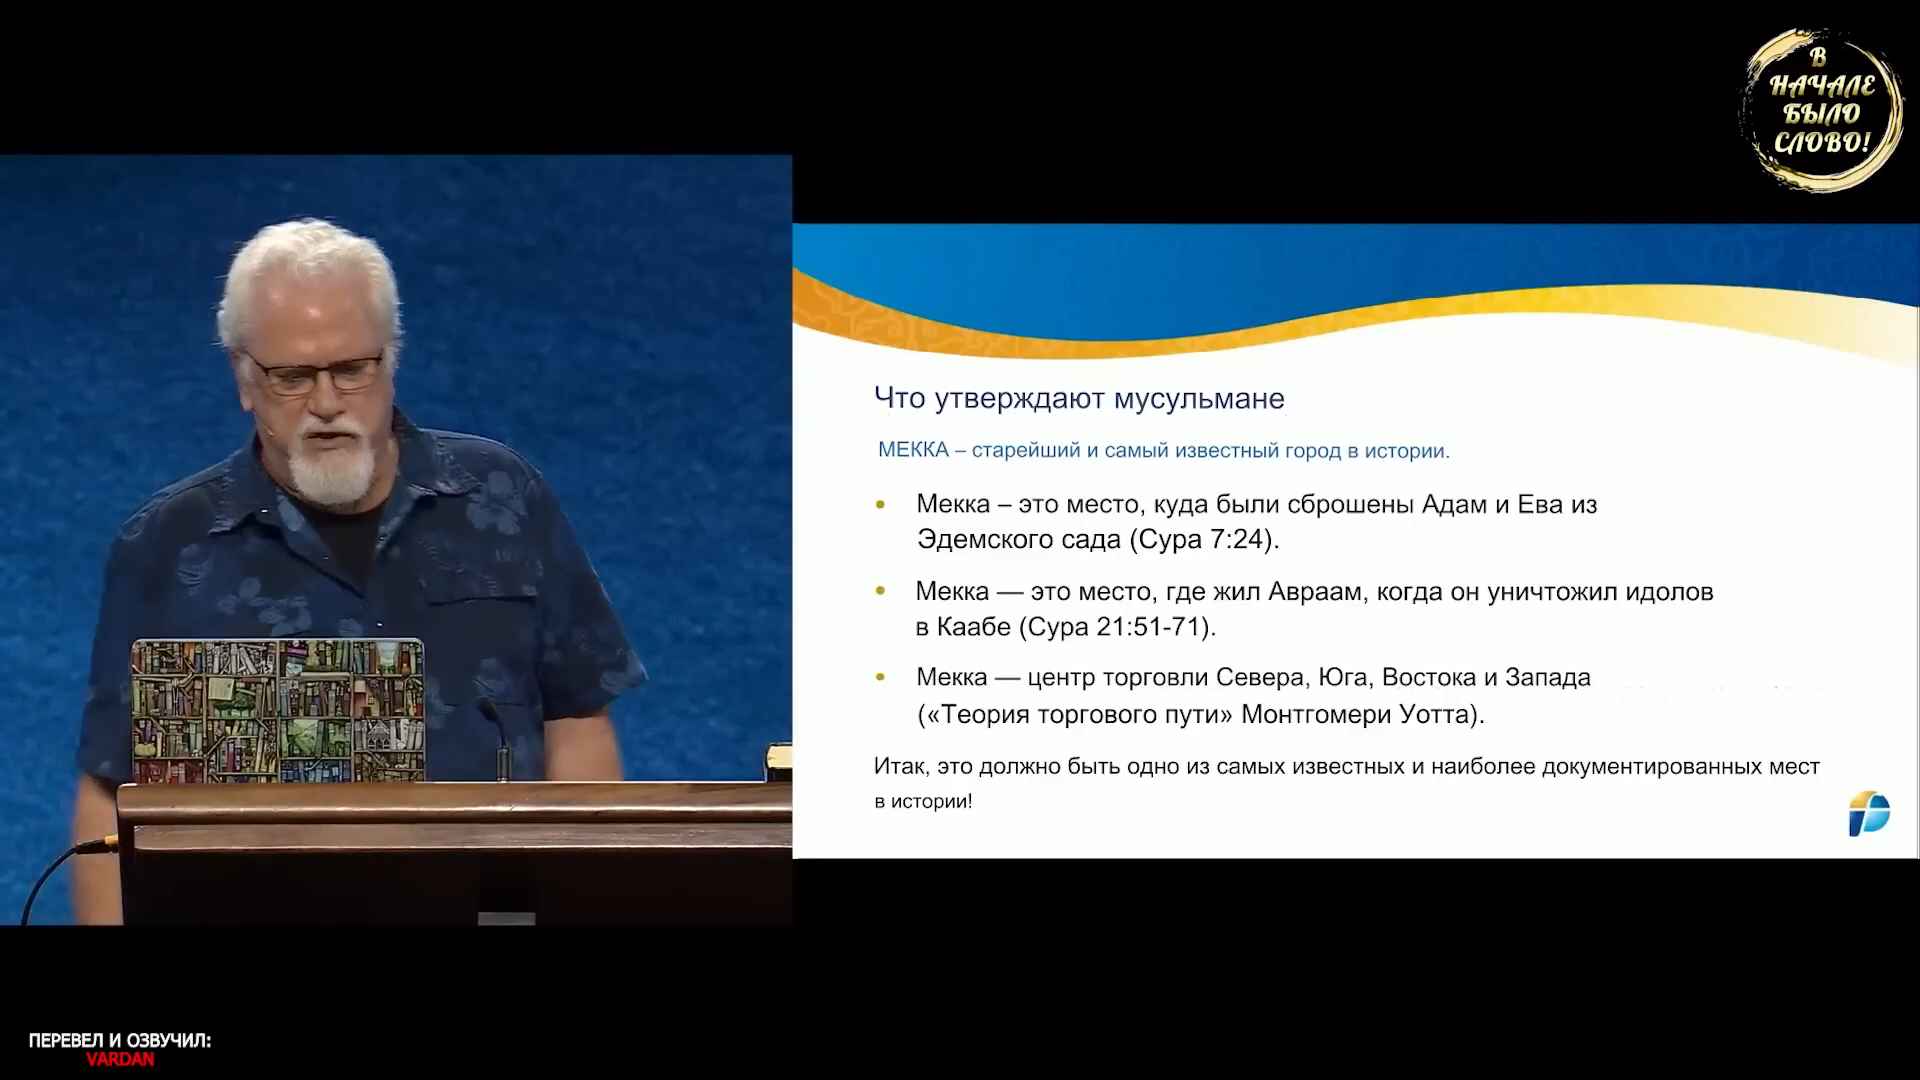 В
НАЧАЛЕ
БЫЛО
СЛОВО!
Что утверждают мусульмане
МЕККА – старейший и самый известный город в истории.
• Мекка – это место, куда были сброшены Адам и Ева из
Эдемского сада (Сура 7:24).
• Мекка — это место, где жил Авраам, когда он уничтожил идолов
в Каабе (Сура 21:51-71).
• Мекка — центр торговли Севера, Юга, Востока и Запада
(«Теория торгового пути» Монтгомери Уотта).
Итак, это должно быть одно из самых известных и наиболее документированных мест
в истории!
ПЕРЕВЕЛ И ОЗВУЧИЛ:
VARDAN